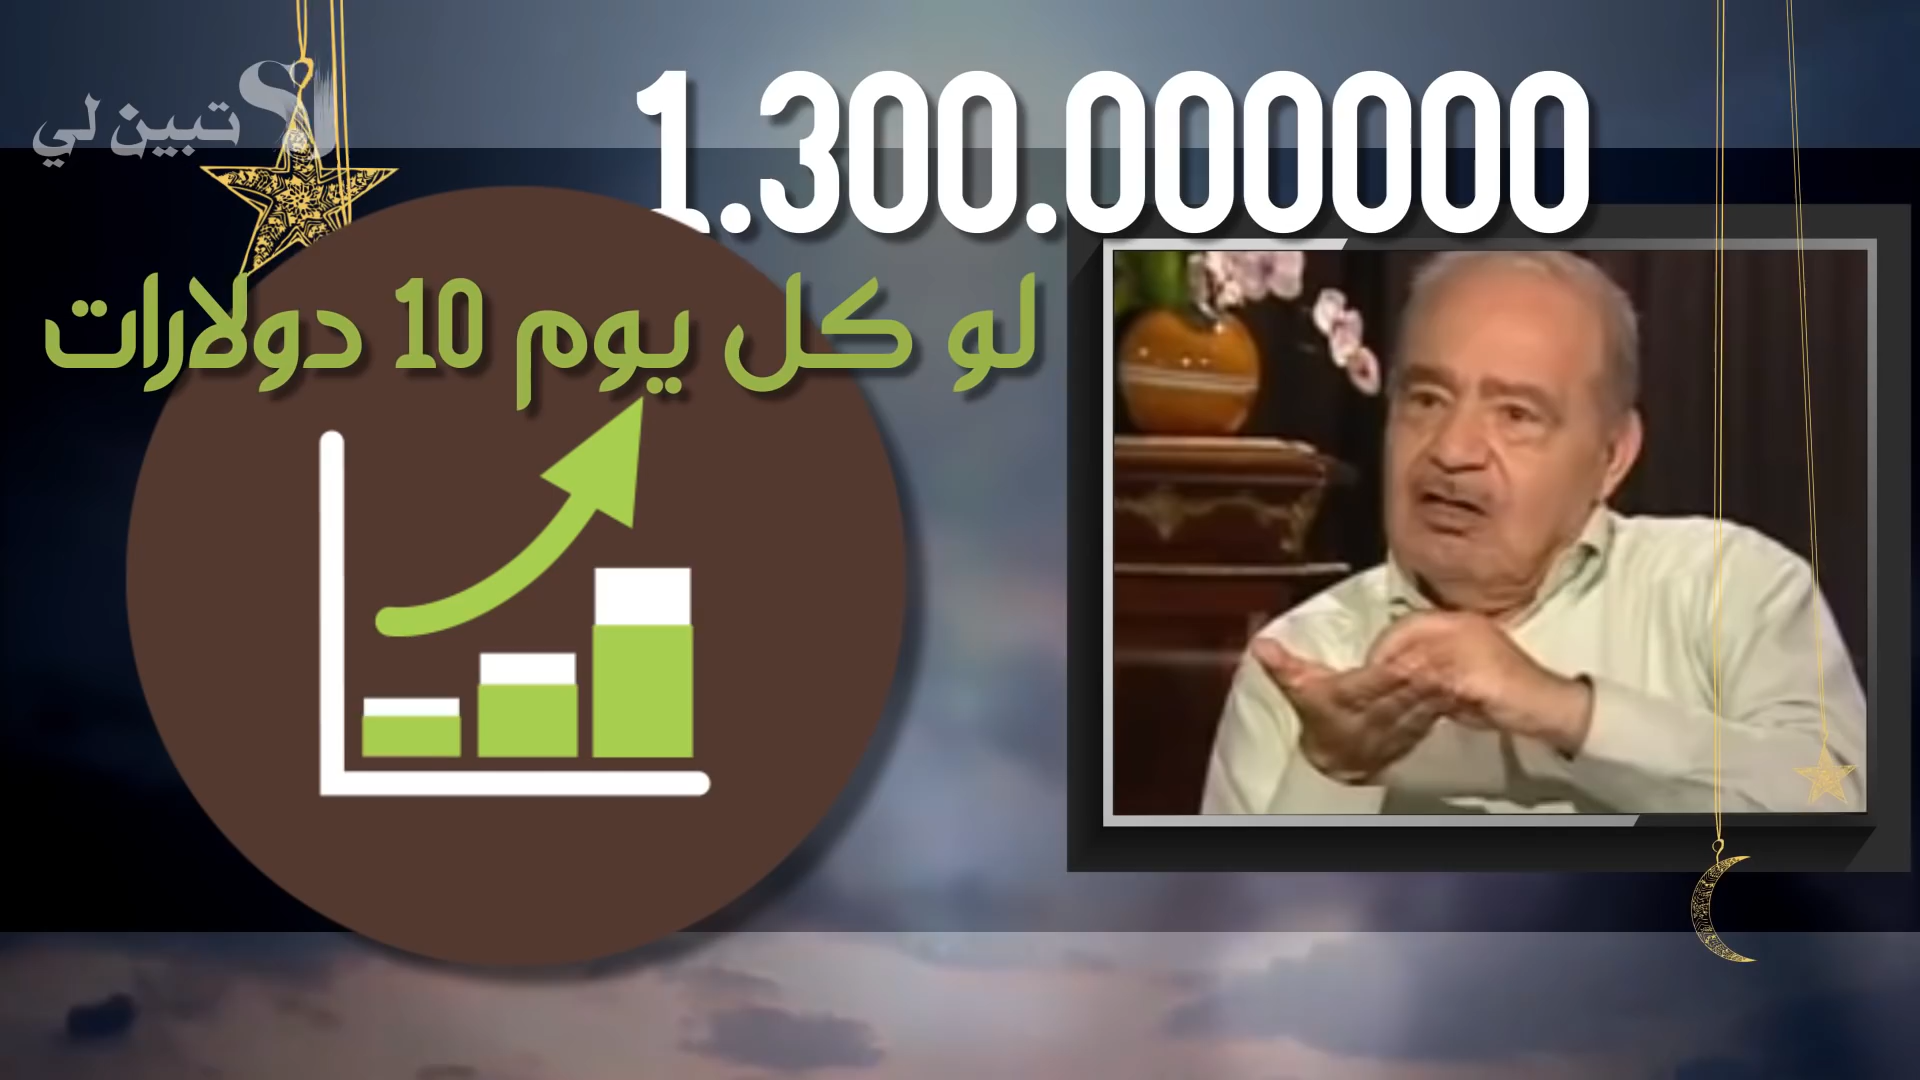 تبين لي
1.300.000000
لو كل يوم 10 دولارات